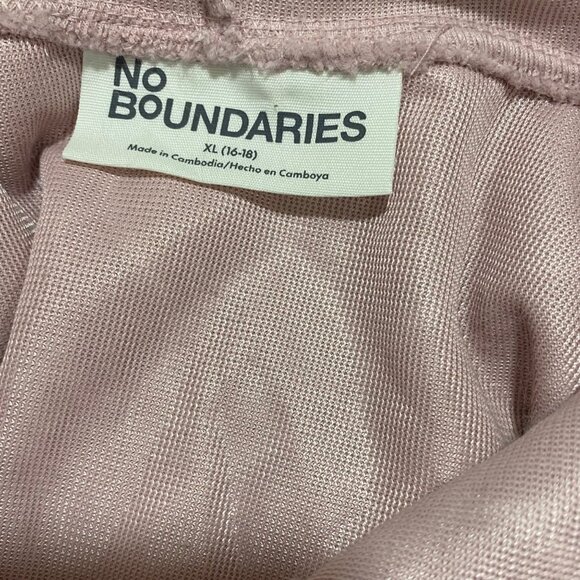 No
BoUNDARIES
XL (16-18)
Made in Cambodia/Hecho en Camboya